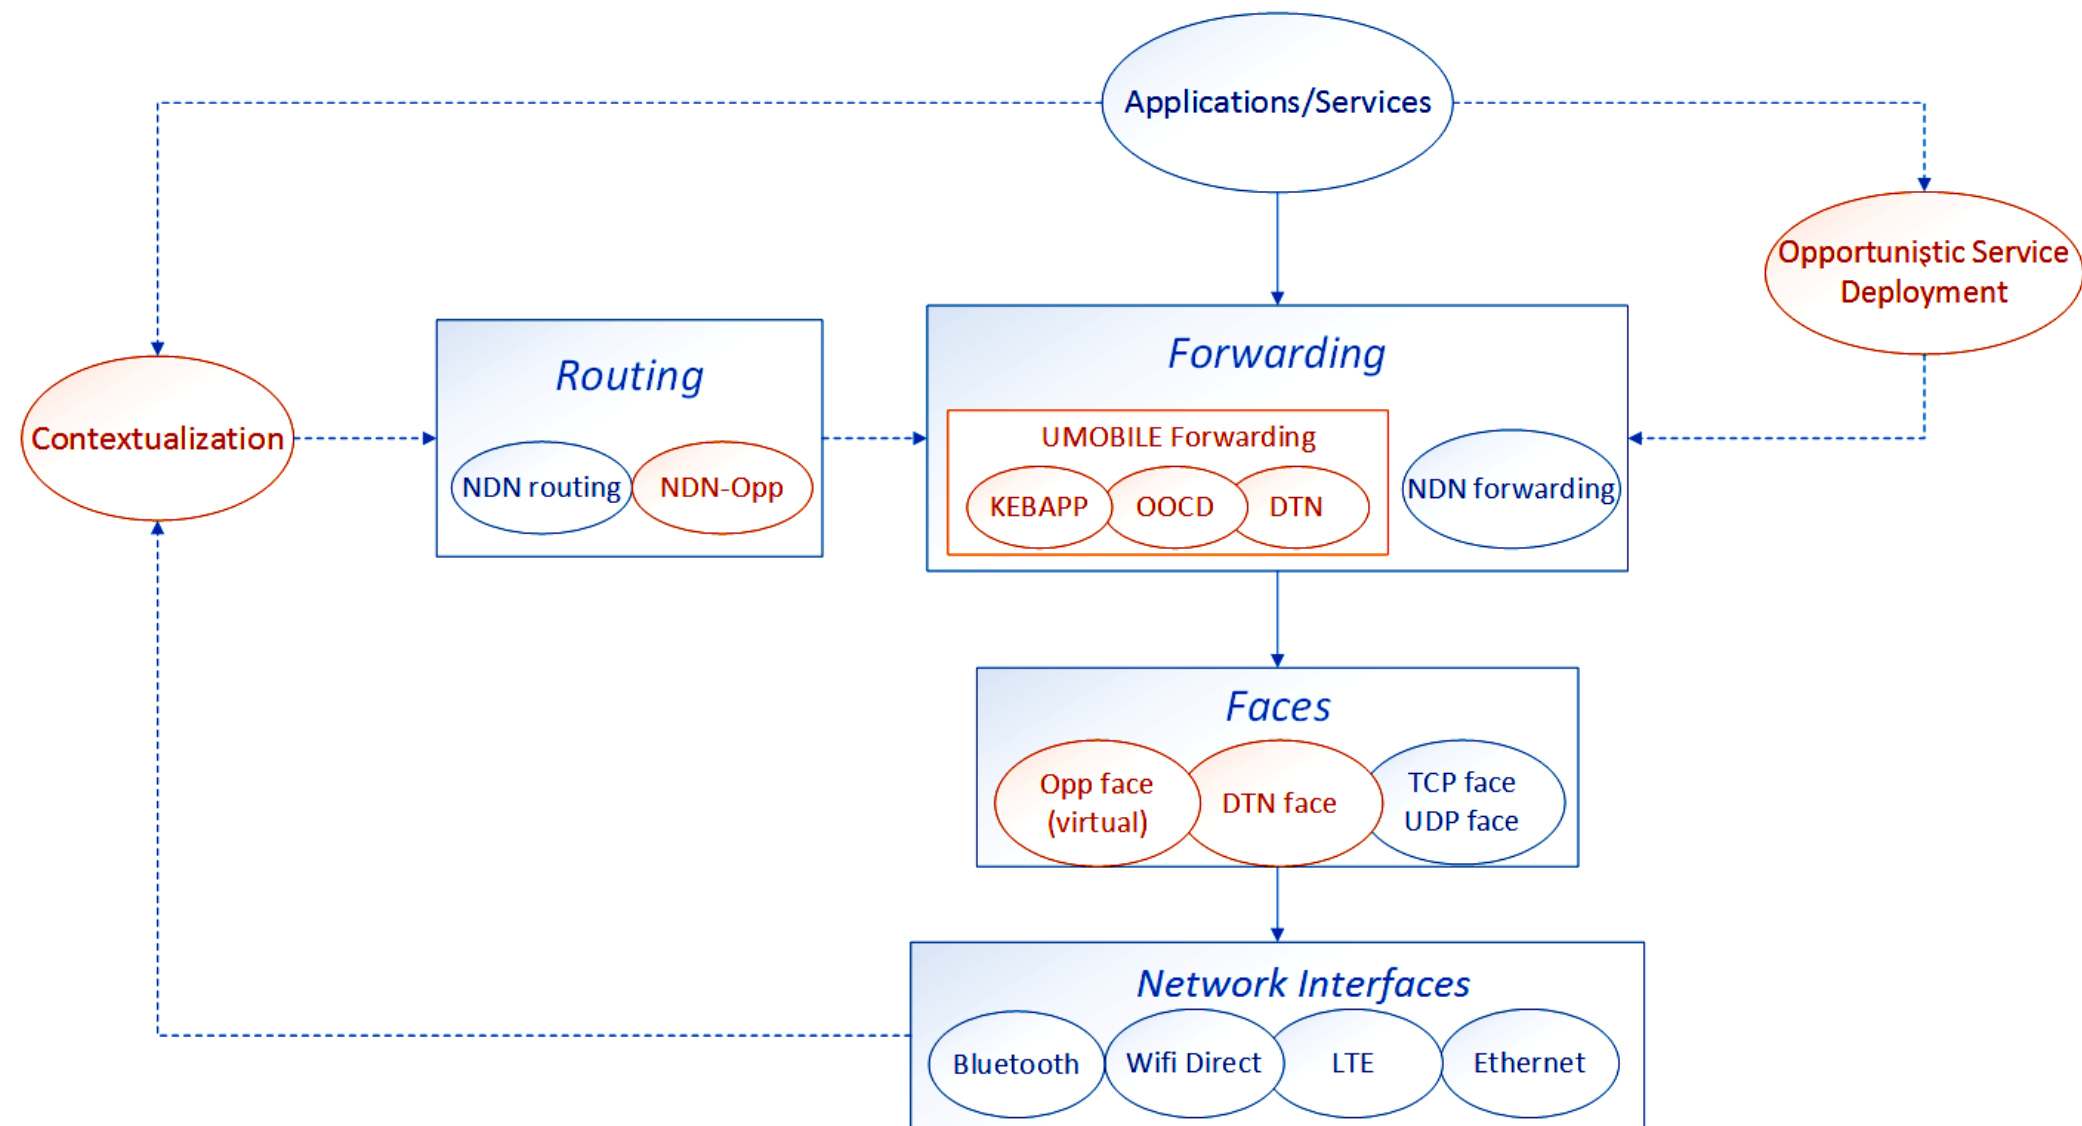 Applications/Services
Opportuniștic Service
Deployment
Contextualization
Routing
NDN routing
NDN-Opp
Forwarding
UMOBILE Forwarding
KEBAPP
OOCD
DTN
NDN forwarding
Faces
Opp face
(virtual)
DTN face
TCP face
UDP face
Network Interfaces
Bluetooth
Wifi Direct
LTE
Ethernet